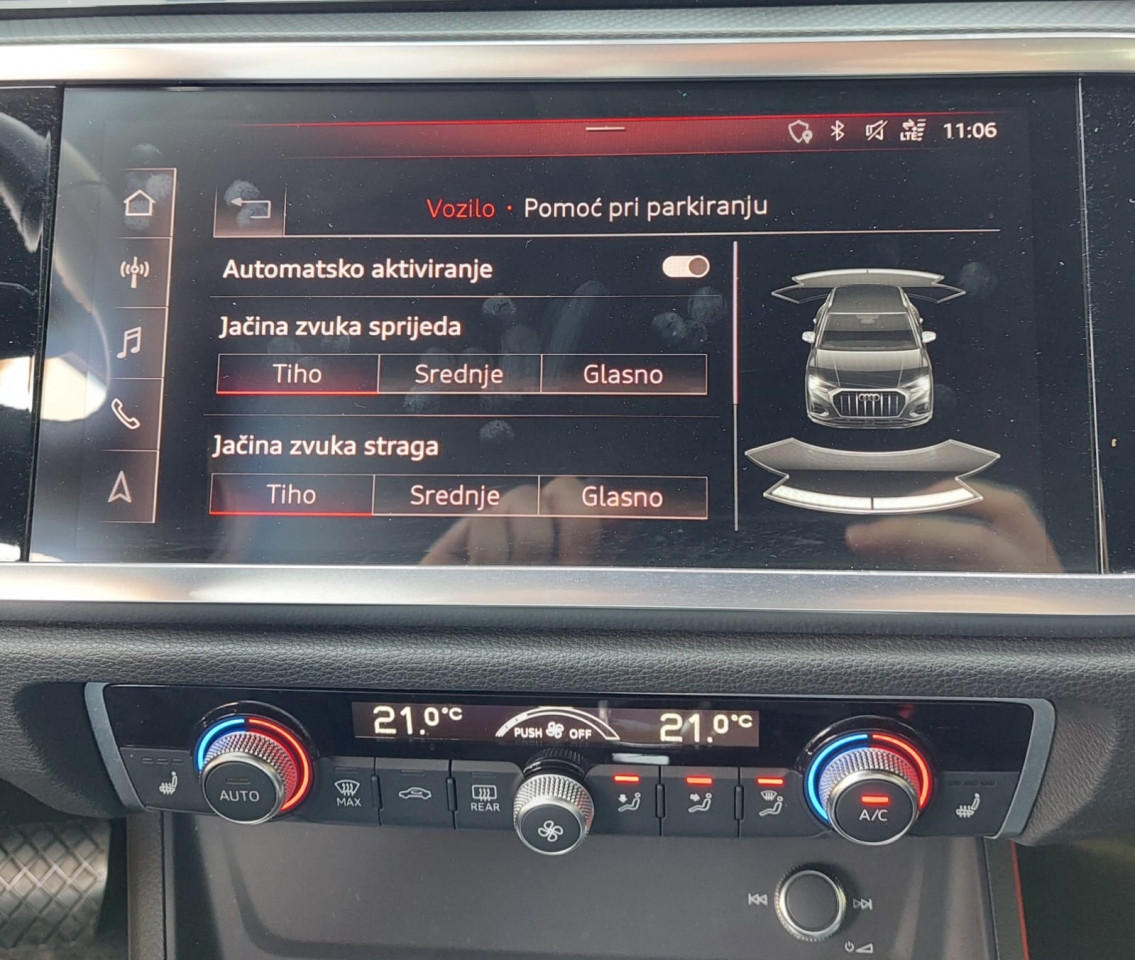 LTE 11:06
Vozilo · Pomoć pri parkiranju
Automatsko aktiviranje
Jačina zvuka sprijeda
Tiho Srednje Glasno
Jačina zvuka straga
Tiho Srednje Glasno
21.0°C PUSH OFF 21.0°C
AUTO MAX REAR A/C